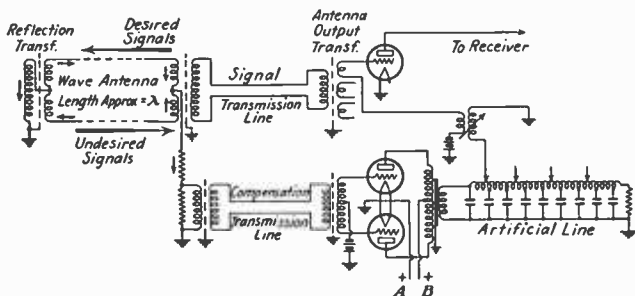 Reflection
Transf.
Desired
Signals
Wave Antenna
Length Approx = λ
Undesired
Signals
Signal
Transmission
Line
Antenna
Output
Transf.
To Receiver
Compensation
Transmission
Line
Artificial Line
+ +
A B